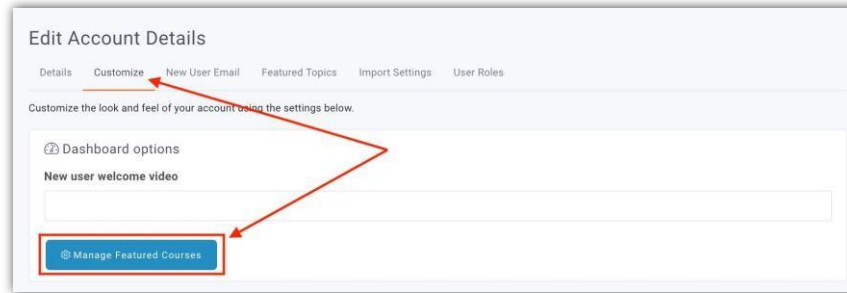 Edit Account Details
Details Customize New User Email Featured Topics Import Settings User Roles
Customize the look and feel of your account using the settings below.
Dashboard options
New user welcome video
Manage Featured Courses